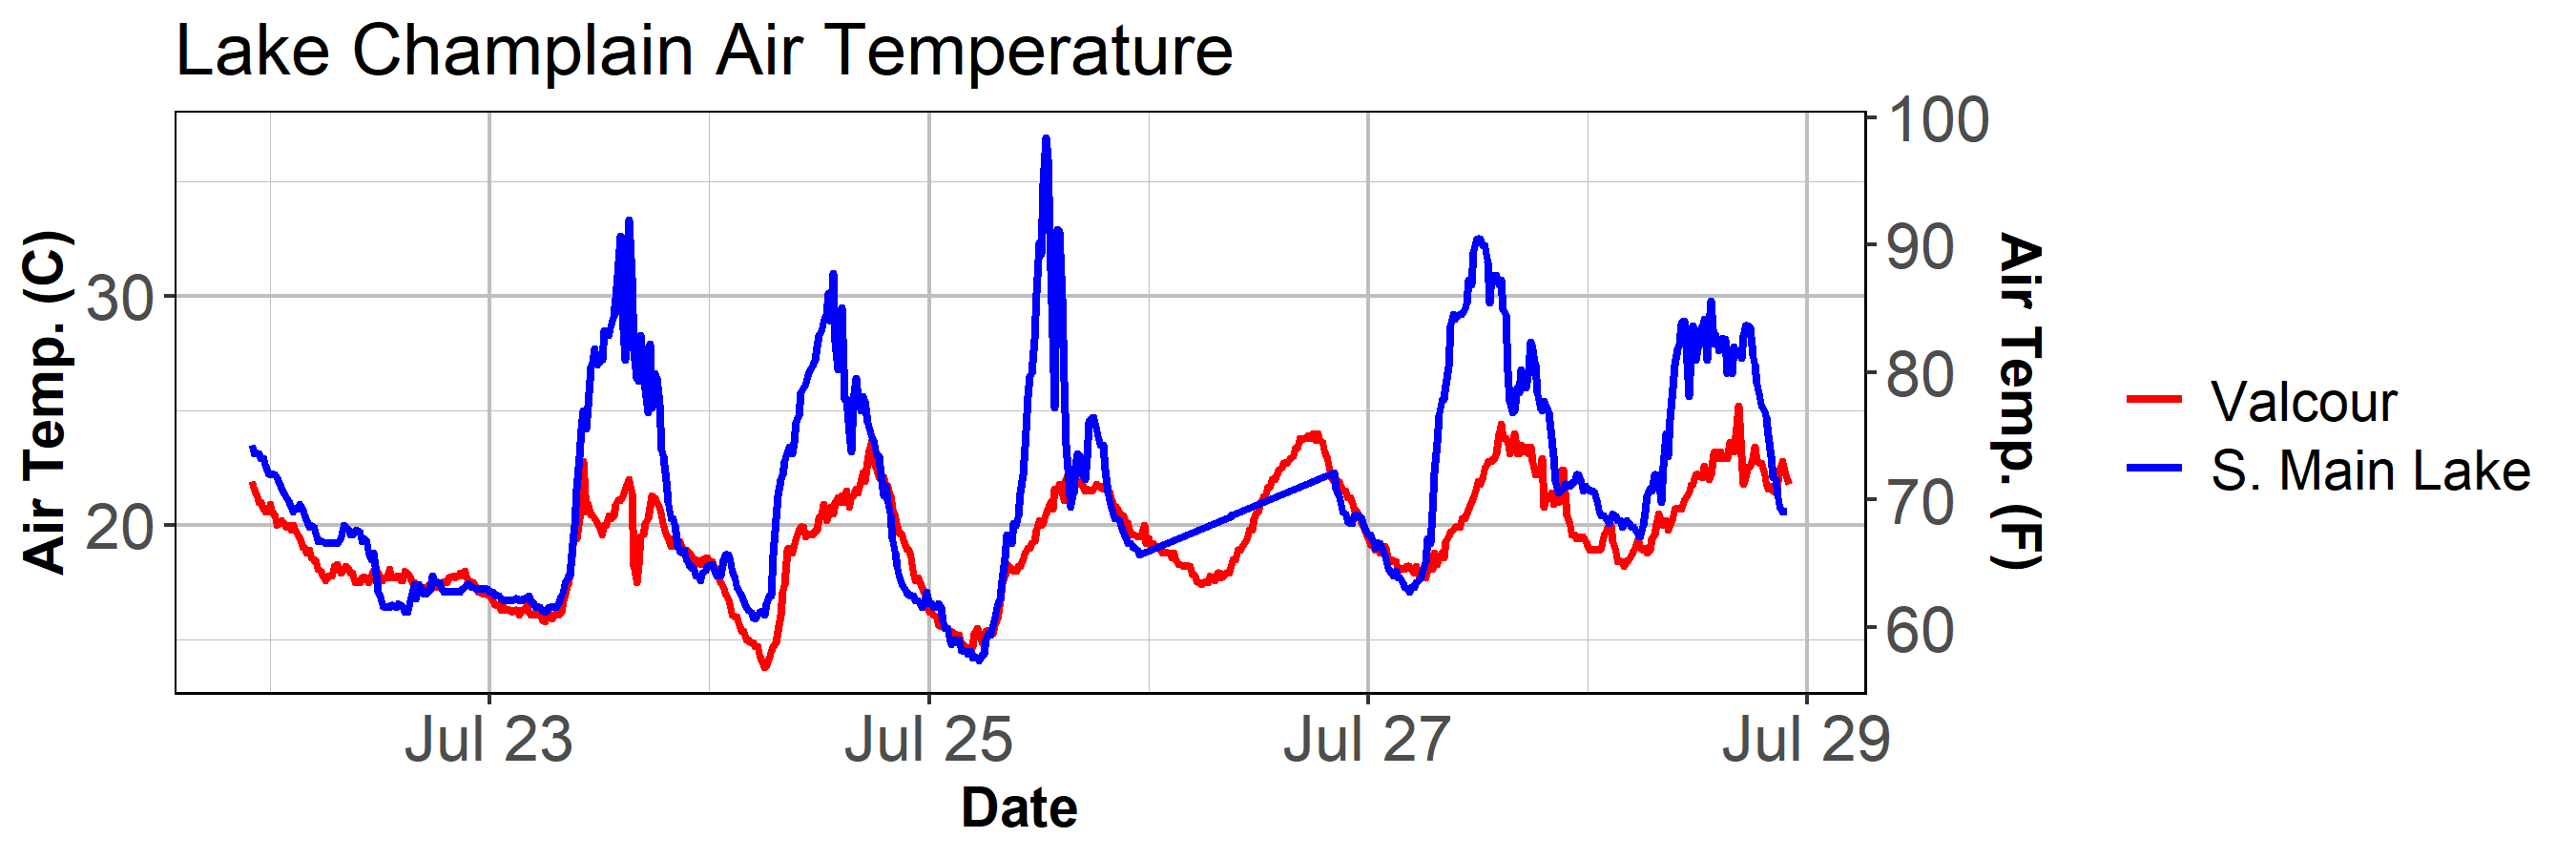 Lake Champlain Air Temperature
Air Temp. (C)
30
20
100
90
80
70
60
Air Temp. (F)
Jul 23
Jul 25
Jul 27
Jul 29
Date
Valcour
S. Main Lake